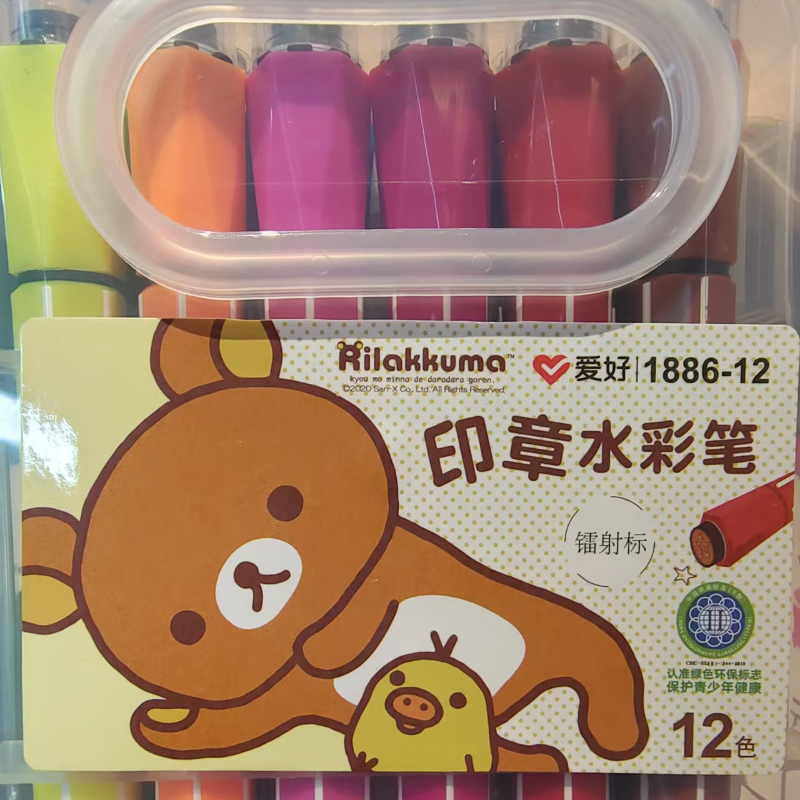 Rilakkuma™
kyou mo minna de daradara goron.
©2020 San-X Co., Ltd. All Rights Reserved.
爱好|1886-12
印章水彩笔
镭射标
认准绿色环保标志
保护青少年健康
12色